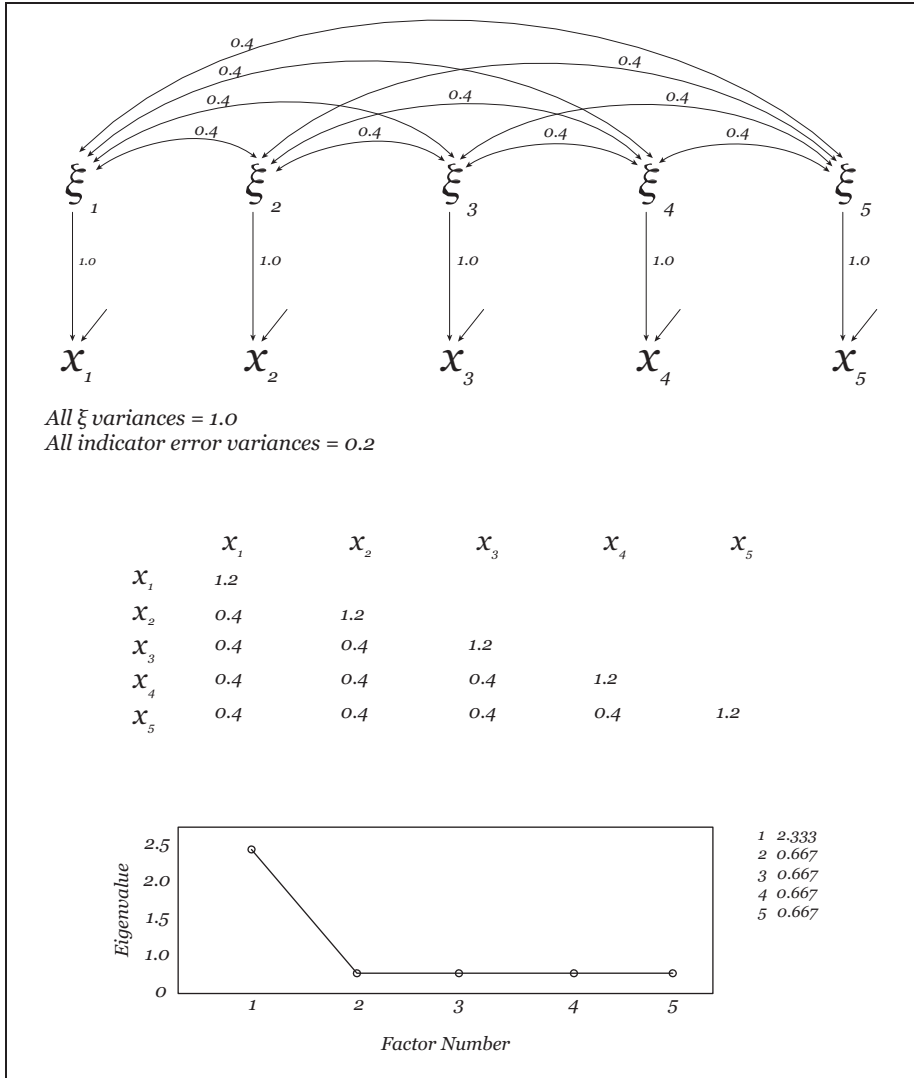 0.4
0.4
0.4
0.4
0.4 0.4 0.4
0.4 0.4 0.4
ξ1 ξ2 ξ3 ξ4 ξ5
1.0 1.0 1.0 1.0 1.0
x1 x2 x3 x4 x5
All ξ variances = 1.0
All indicator error variances = 0.2
x1 x2 x3 x4 x5
x1 1.2
x2 0.4 1.2
x3 0.4 0.4 1.2
x4 0.4 0.4 0.4 1.2
x5 0.4 0.4 0.4 0.4 1.2
Eigenvalue
2.5
2.0
1.5
1.0
0
1 2 3 4 5
Factor Number
1 2.333
2 0.667
3 0.667
4 0.667
5 0.667